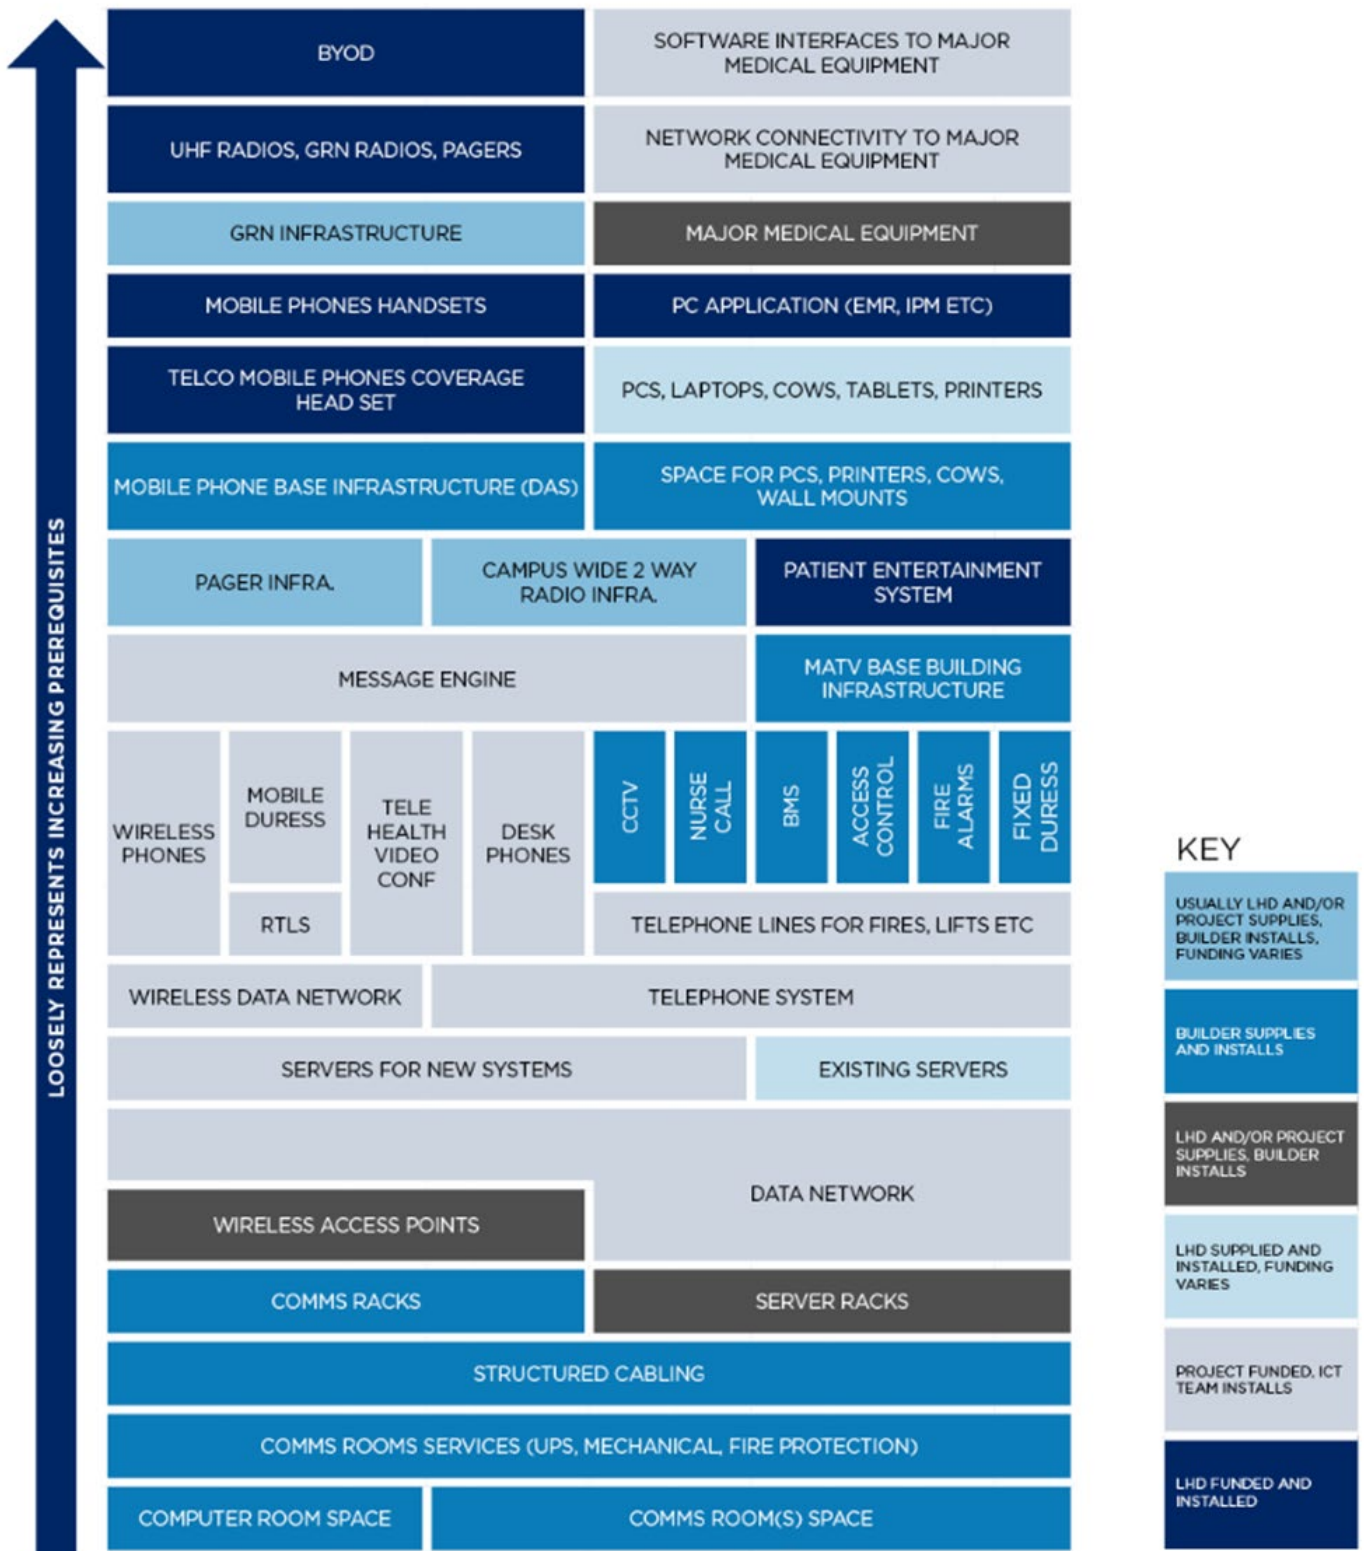 BYOD
SOFTWARE INTERFACES TO MAJOR
MEDICAL EQUIPMENT
UHF RADIOS, GRN RADIOS, PAGERS
NETWORK CONNECTIVITY TO MAJOR
MEDICAL EQUIPMENT
GRN INFRASTRUCTURE
MAJOR MEDICAL EQUIPMENT
MOBILE PHONES HANDSETS
PC APPLICATION (EMR, IPM ETC)
TELCO MOBILE PHONES COVERAGE
HEAD SET
PCS, LAPTOPS, COWS, TABLETS, PRINTERS
MOBILE PHONE BASE INFRASTRUCTURE (DAS)
SPACE FOR PCS, PRINTERS, COWS,
WALL MOUNTS
PAGER INFRA.
CAMPUS WIDE 2 WAY
RADIO INFRA.
PATIENT ENTERTAINMENT
SYSTEM
MESSAGE ENGINE
MATV BASE BUILDING
INFRASTRUCTURE
WIRELESS
PHONES
MOBILE
DURESS
RTLS
TELE
HEALTH
VIDEO
CONF
DESK
PHONES
CCTV
NURSE
CALL
BMS
ACCESS
CONTROL
FIRE
ALARMS
FIXED
DURESS
TELEPHONE LINES FOR FIRES, LIFTS ETC
WIRELESS DATA NETWORK
TELEPHONE SYSTEM
SERVERS FOR NEW SYSTEMS
EXISTING SERVERS
DATA NETWORK
WIRELESS ACCESS POINTS
COMMS RACKS
SERVER RACKS
STRUCTURED CABLING
COMMS ROOMS SERVICES (UPS, MECHANICAL, FIRE PROTECTION)
COMPUTER ROOM SPACE
COMMS ROOM(S) SPACE
LOOSELY REPRESENTS INCREASING PREREQUISITES
KEY
USUALLY LHD AND/OR
PROJECT SUPPLIES,
BUILDER INSTALLS,
FUNDING VARIES
BUILDER SUPPLIES
AND INSTALLS
LHD AND/OR PROJECT
SUPPLIES, BUILDER
INSTALLS
LHD SUPPLIED AND
INSTALLED, FUNDING
VARIES
PROJECT FUNDED, ICT
TEAM INSTALLS
LHD FUNDED AND
INSTALLED